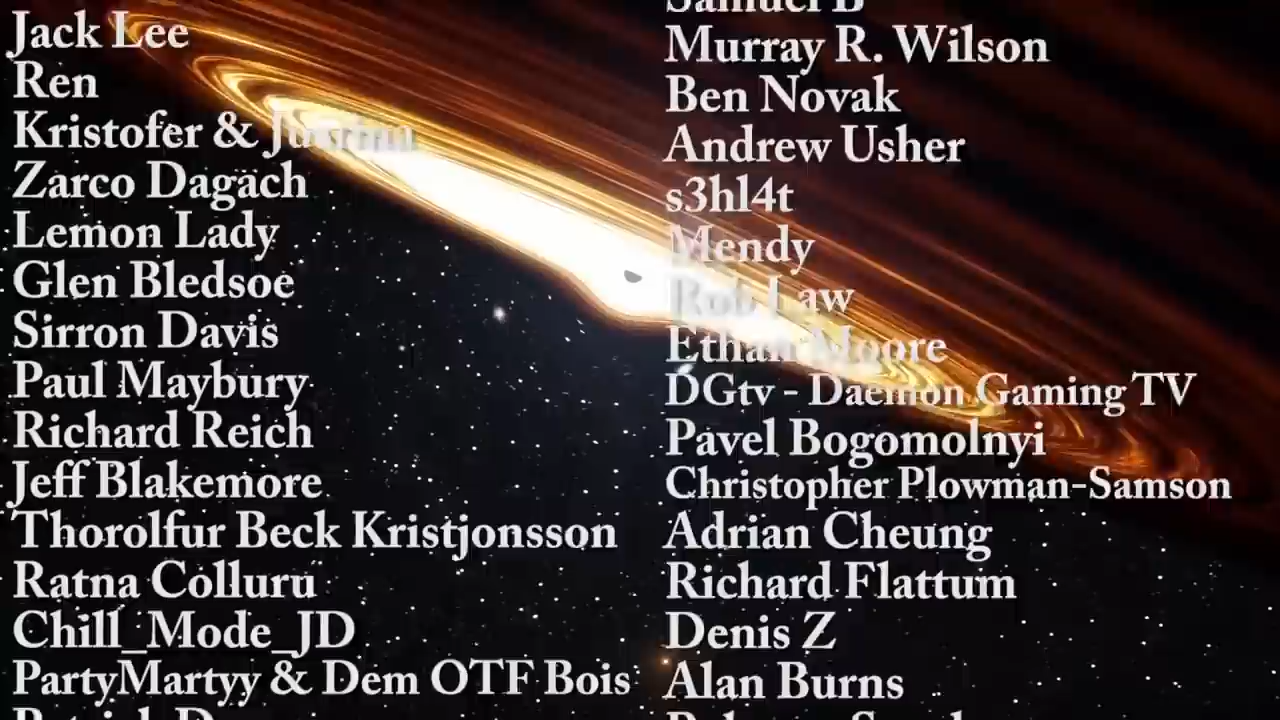 Jack Lee
Ren
Kristofer &
Zarco Dagach
Lemon Lady
Glen Bledsoe
Sirron Davis
Paul Maybury
Richard Reich
Jeff Blakemore
Thorolfur Beck Kristjonsson
Ratna Colluru
Chill_Mode_JD
PartyMartyy & Dem OTF Bois
Samuel B
Murray R. Wilson
Ben Novak
Andrew Usher
s3hl4t
Mendy
Rob Law
Ethan Moore
DGtv - Daemon Gaming TV
Pavel Bogomolnyi
Christopher Plowman-Samson
Adrian Cheung
Richard Flattum
Denis Z
Alan Burns